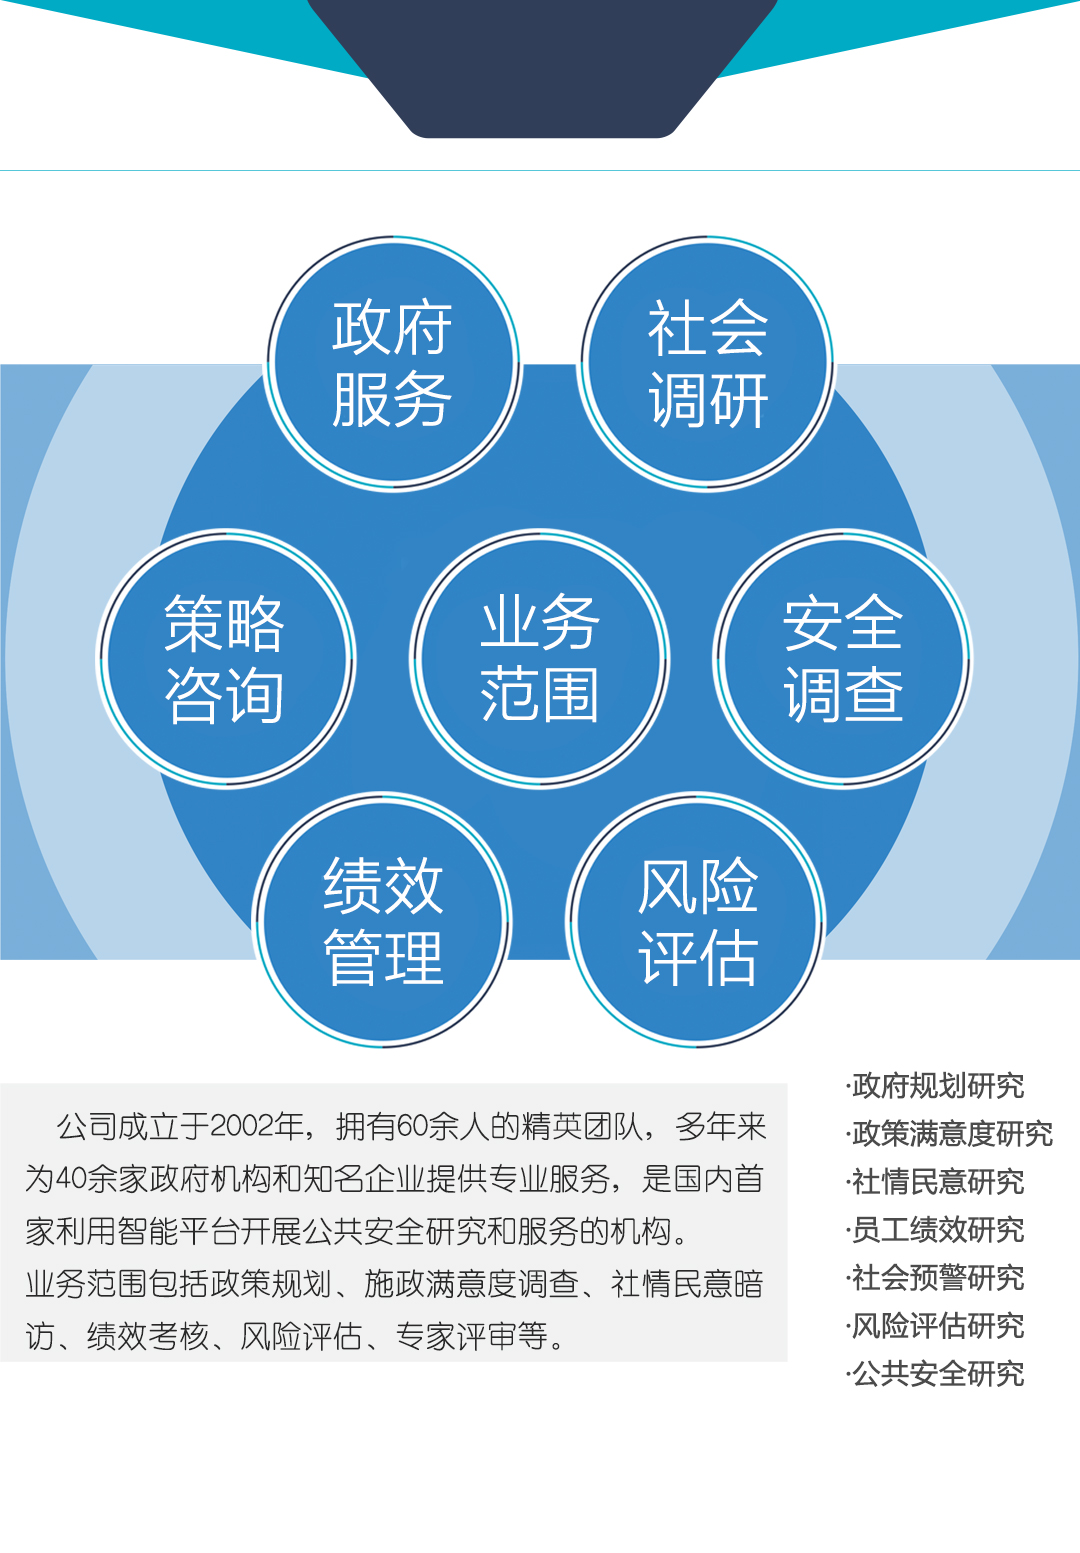 政府
服务
社会
调研
策略
咨询
业务
范围
安全
调查
绩效
管理
风险
评估
公司成立于2002年，拥有60余人的精英团队，多年来
为40余家政府机构和知名企业提供专业服务，是国内首
家利用智能平台开展公共安全研究和服务的机构。
业务范围包括政策规划、施政满意度调查、社情民意暗
访、绩效考核、风险评估、专家评审等。
·政府规划研究
·政策满意度研究
·社情民意研究
·员工绩效研究
·社会预警研究
·风险评估研究
·公共安全研究